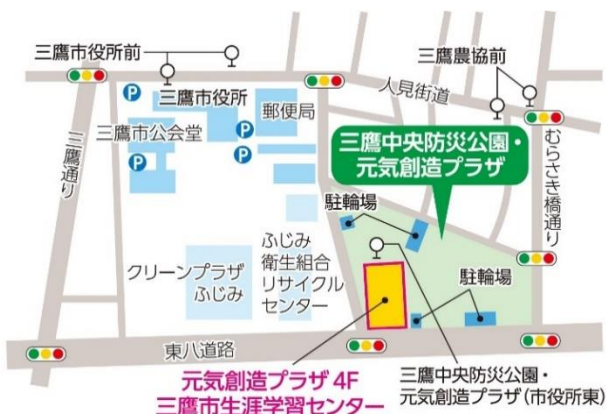 三鷹市役所前
三鷹農協前
人見街道
P
三鷹市役所
郵便局
三鷹市公会堂
P
P
三鷹通り
三鷹中央防災公園・
元気創造プラザ
むらさき橋通り
駐輪場
ふじみ
衛生組合
リサイクル
センター
クリーンプラザ
ふじみ
駐輪場
東八道路
元気創造プラザ 4F
三鷹市生涯学習センター
三鷹中央防災公園・
元気創造プラザ(市役所東)